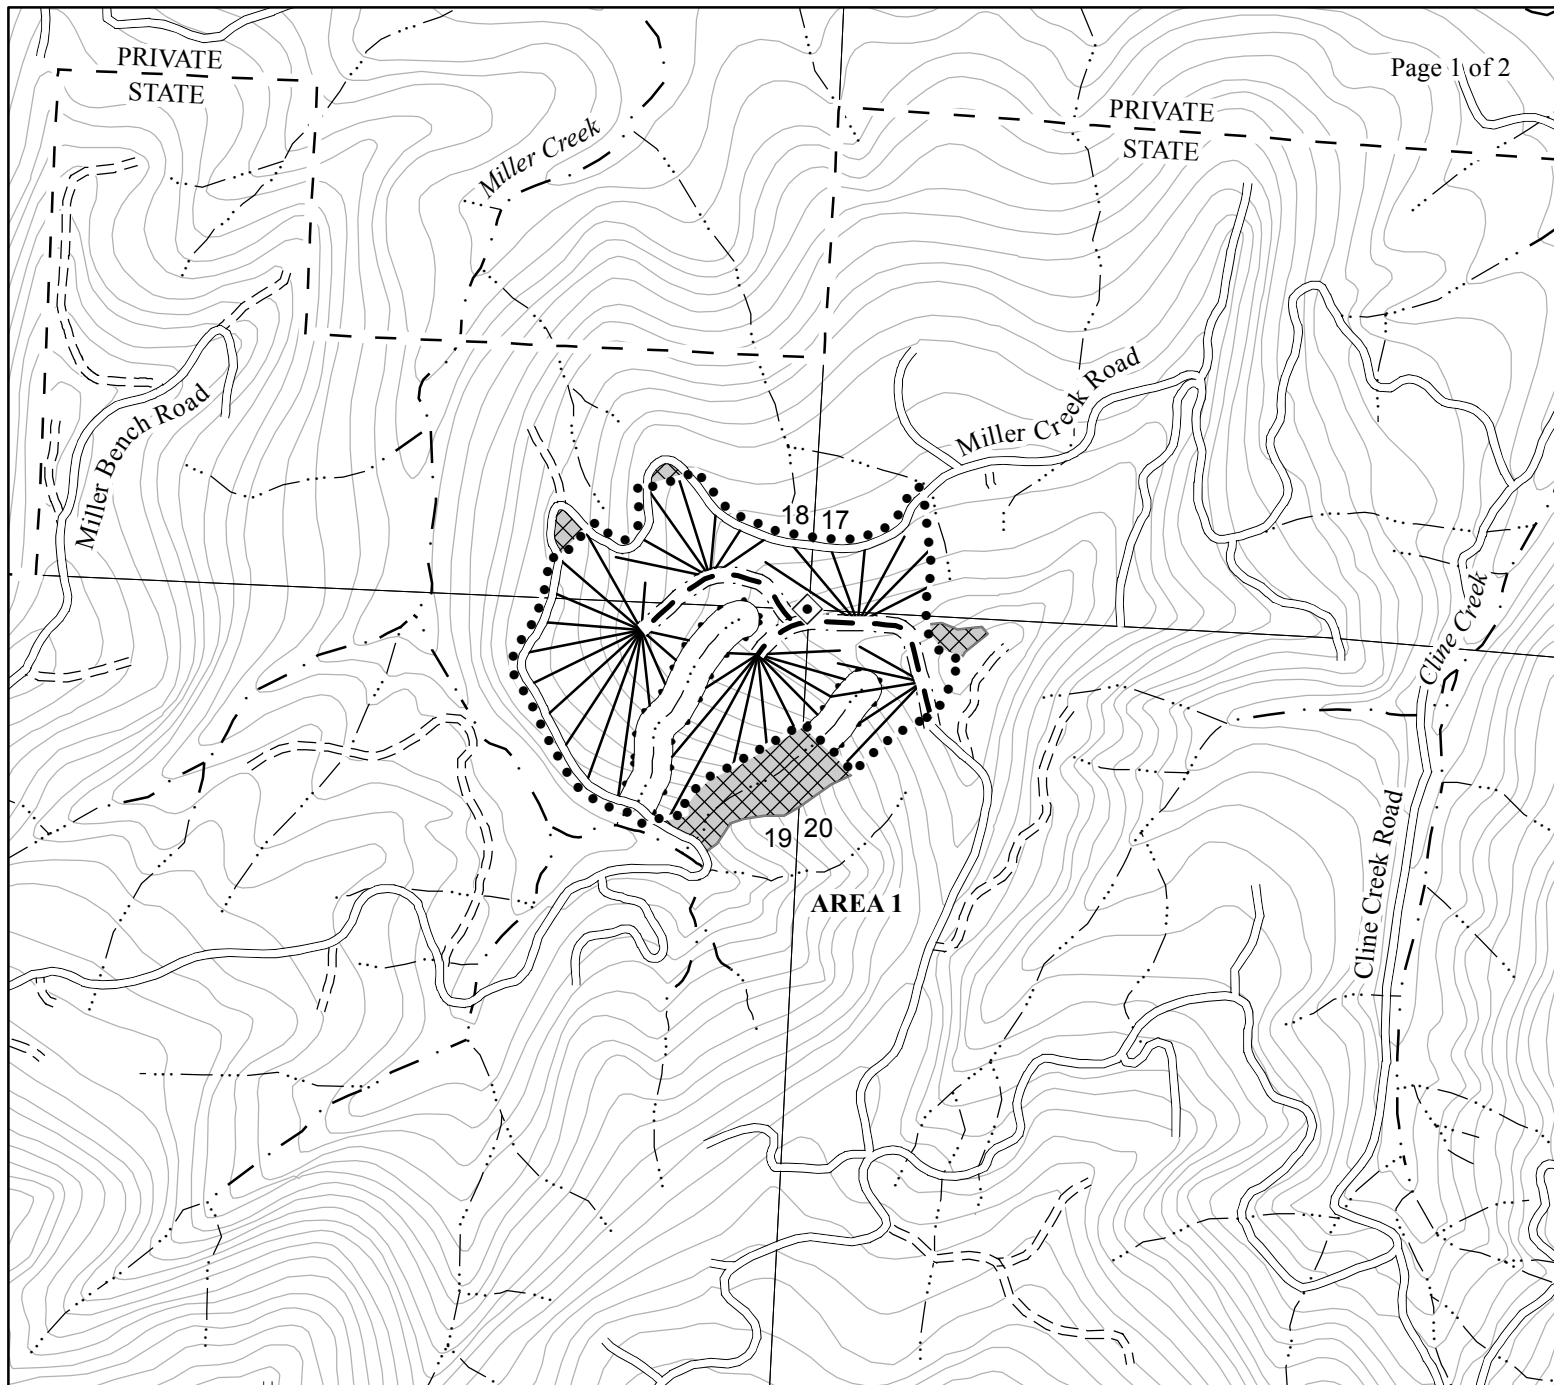 PRIVATE
STATE
Page 1 of 2
PRIVATE
STATE
Miller Creek
Miller Creek Road
Miller Bench Road
18 17
Cline Creek
19 20
Cline Creek Road
AREA 1